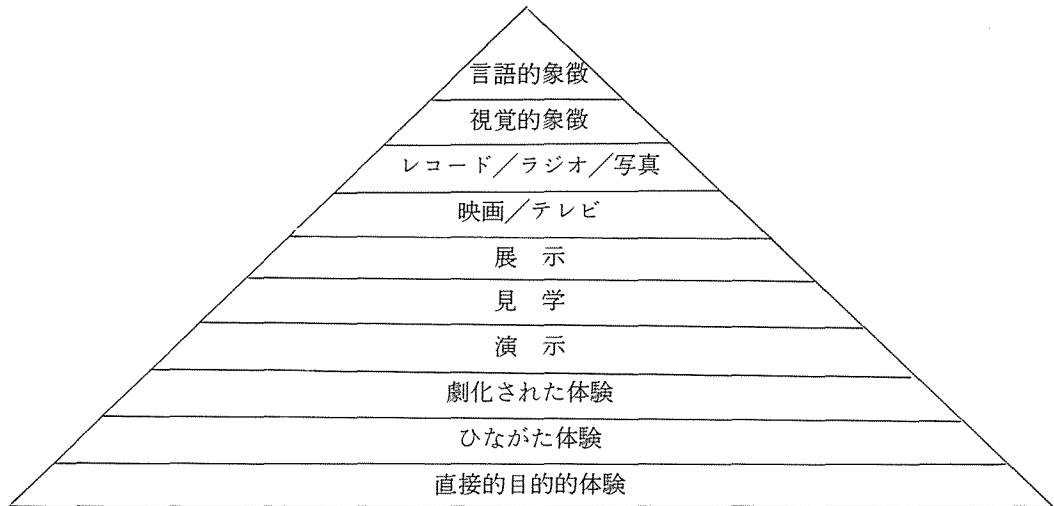 言語的象徴
視覚的象徴
レコード／ラジオ／写真
映画／テレビ
展　示
見　学
演　示
劇化された体験
ひながた体験
直接的目的的体験